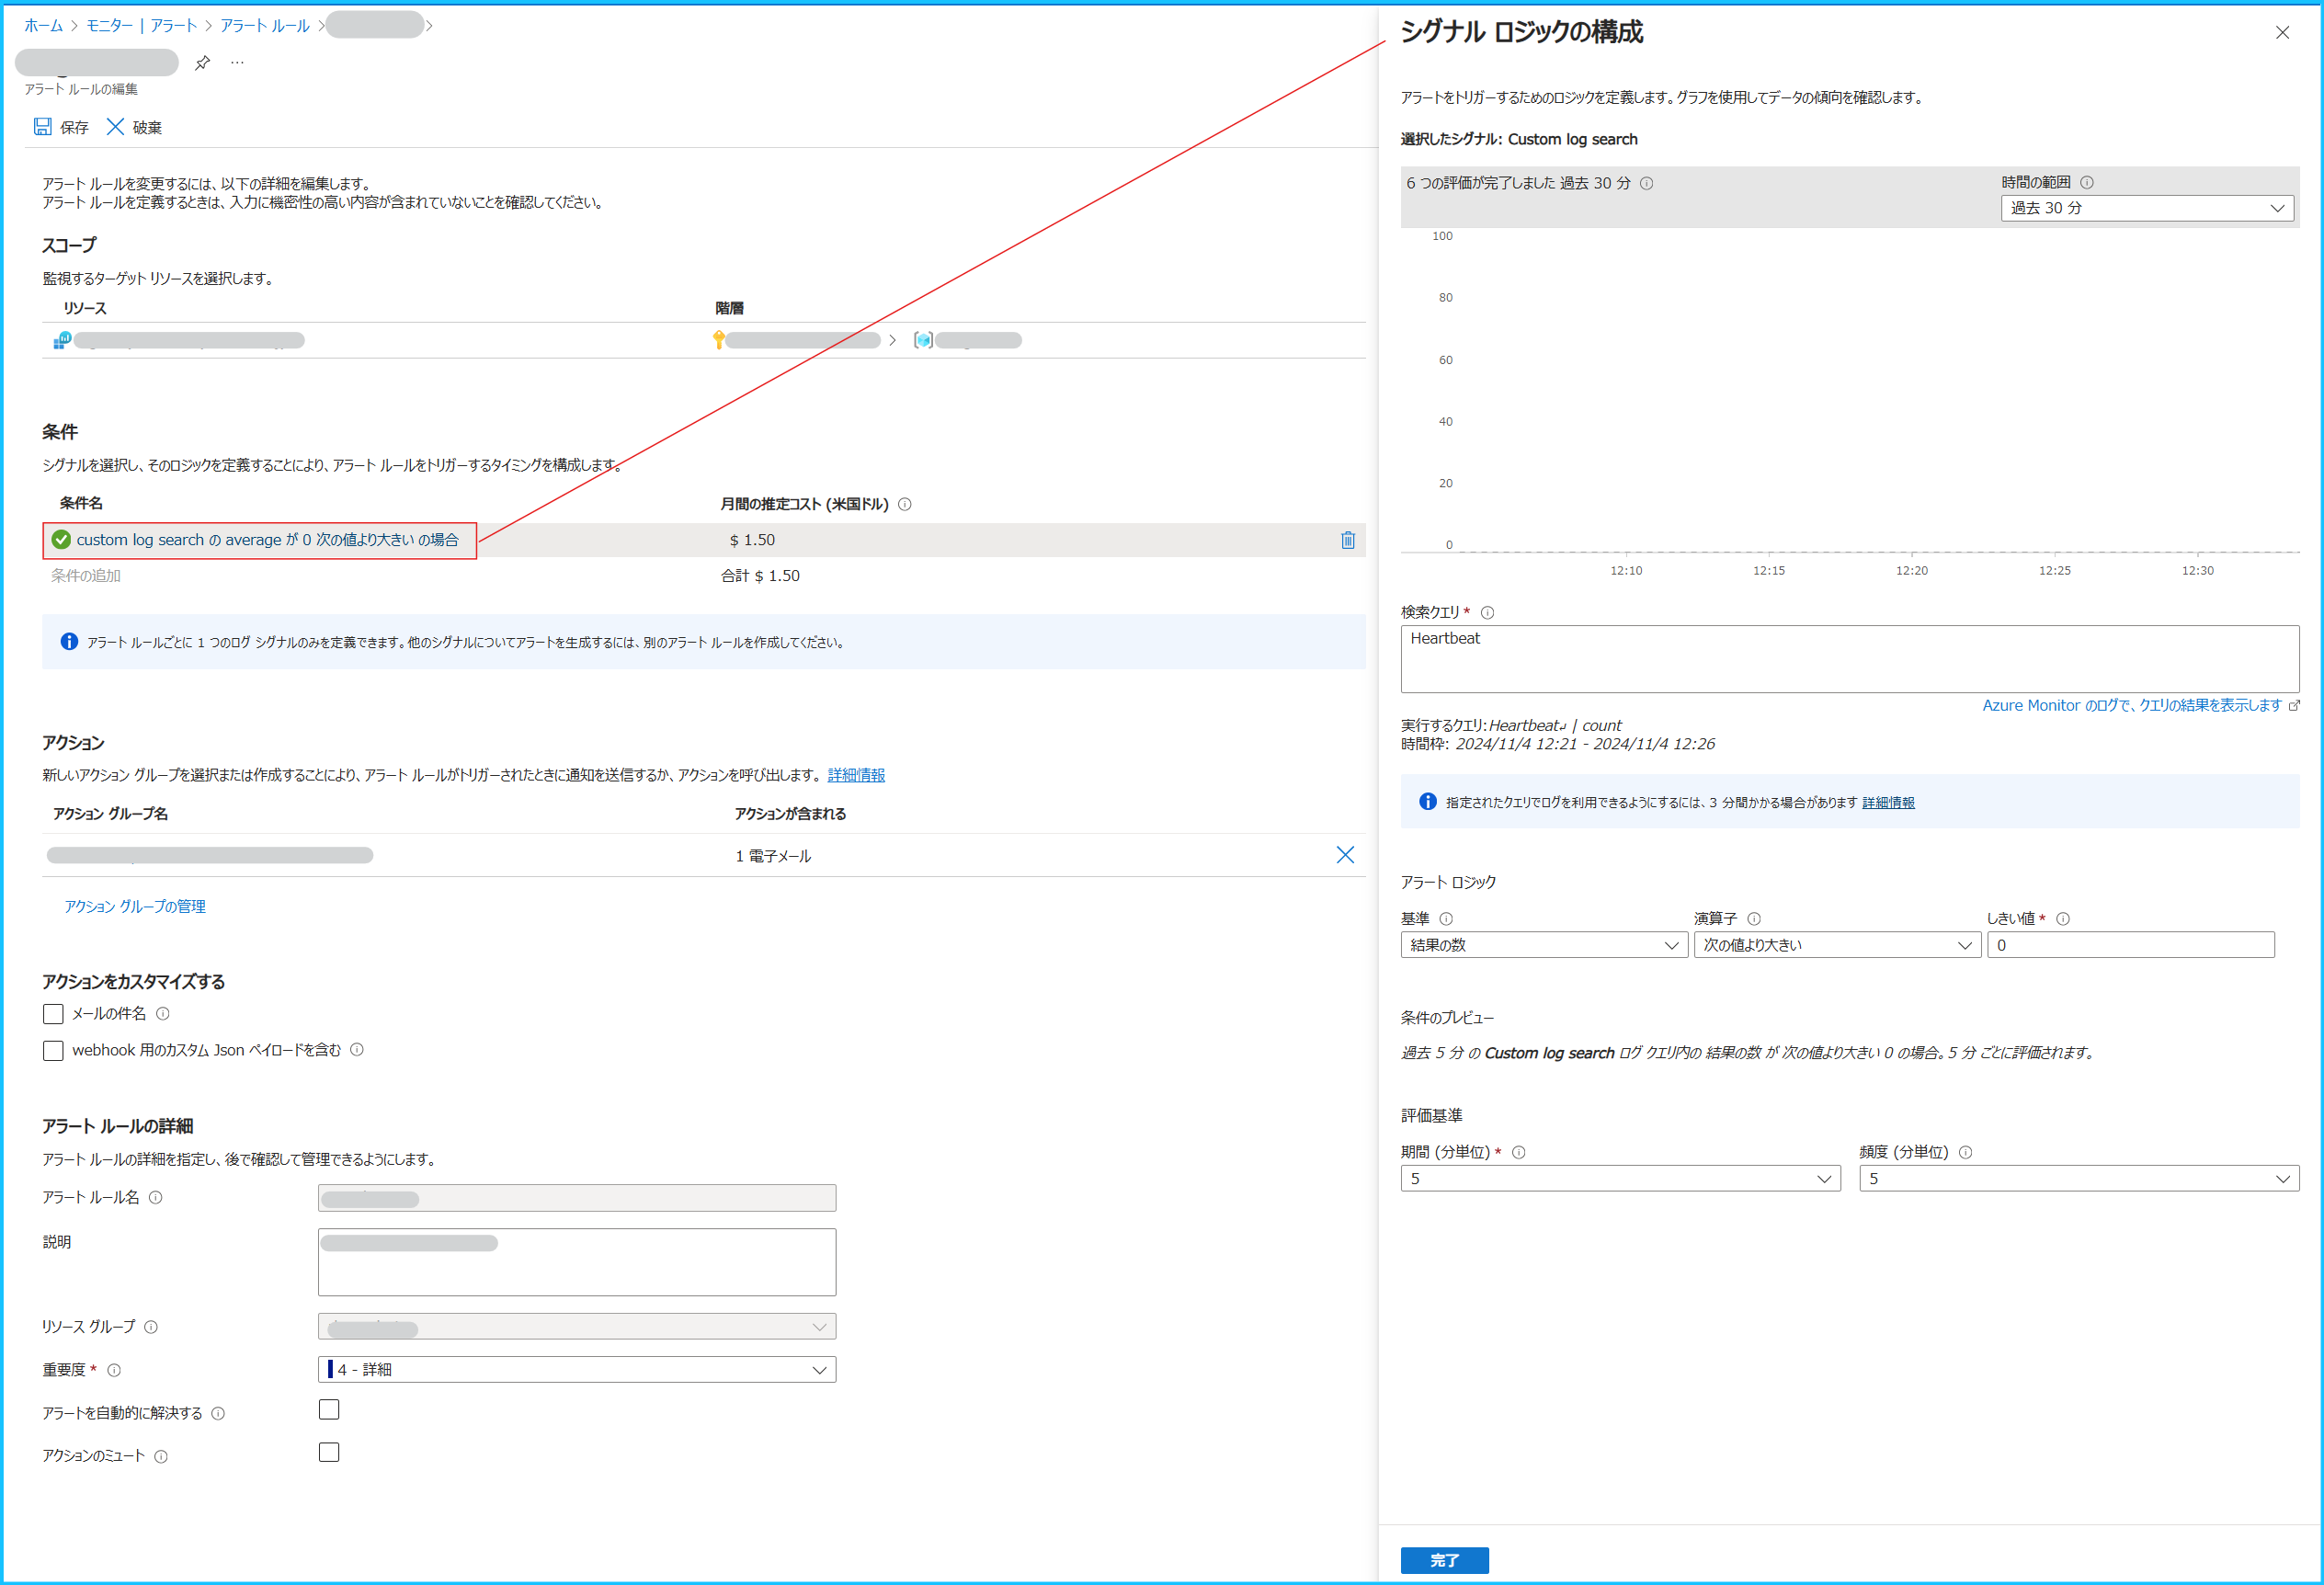 ホーム > モニター | アラート > アラート ルール > >
アラート ルールの編集
保存 破棄
アラート ルールを変更するには、以下の詳細を編集します。
アラート ルールを定義するときは、入力に機密性の高い内容が含まれていないことを確認してください。
スコープ
監視するターゲット リソースを選択します。
リソース 階層
条件
シグナルを選択し、そのロジックを定義することにより、アラート ルールをトリガーするタイミングを構成します。
条件名 月間の推定コスト (米国ドル)
custom log search の average が 0 次の値より大きい の場合 $ 1.50
条件の追加 合計 $ 1.50
アラート ルールごとに 1 つのログ シグナルのみを定義できます。他のシグナルについてアラートを生成するには、別のアラート ルールを作成してください。
アクション
新しいアクション グループを選択または作成することにより、アラート ルールがトリガーされたときに通知を送信するか、アクションを呼び出します。 詳細情報
アクション グループ名 アクションが含まれる
1 電子メール
アクション グループの管理
アクションをカスタマイズする
メールの件名
webhook 用のカスタム Json ペイロードを含む
アラート ルールの詳細
アラート ルールの詳細を指定し、後で確認して管理できるようにします。
アラート ルール名
説明
リソース グループ
重要度 * 4 - 詳細
アラートを自動的に解決する
アクションのミュート
シグナル ロジックの構成
アラートをトリガーするためのロジックを定義します。グラフを使用してデータの傾向を確認します。
選択したシグナル: Custom log search
6 つの評価が完了しました 過去 30 分 時間の範囲
過去 30 分
100
80
60
40
20
0
12:10 12:15 12:20 12:25 12:30
検索クエリ *
Heartbeat
Azure Monitor のログで、クエリの結果を表示します
実行するクエリ:Heartbeat↲ | count
時間枠: 2024/11/4 12:21 - 2024/11/4 12:26
指定されたクエリでログを利用できるようにするには、3 分間かかる場合があります 詳細情報
アラート ロジック
基準 演算子 しきい値 *
結果の数 次の値より大きい 0
条件のプレビュー
過去 5 分 の Custom log search ログ クエリ内の 結果の数 が 次の値より大きい 0 の場合。5 分 ごとに評価されます。
評価基準
期間 (分単位) * 頻度 (分単位)
5 5
完了